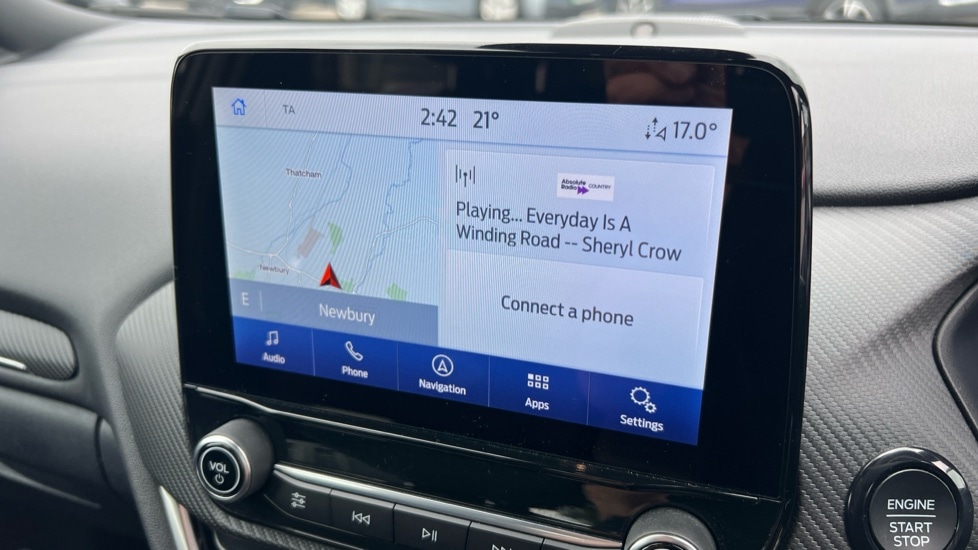 TA
2:42 21°
17.0°
Thatcham
Newbury
E
Newbury
Absolute
Radio COUNTRY
Playing... Everyday Is A
Winding Road -- Sheryl Crow
Connect a phone
Audio
Phone
Navigation
Apps
Settings
VOL
ENGINE
START
STOP